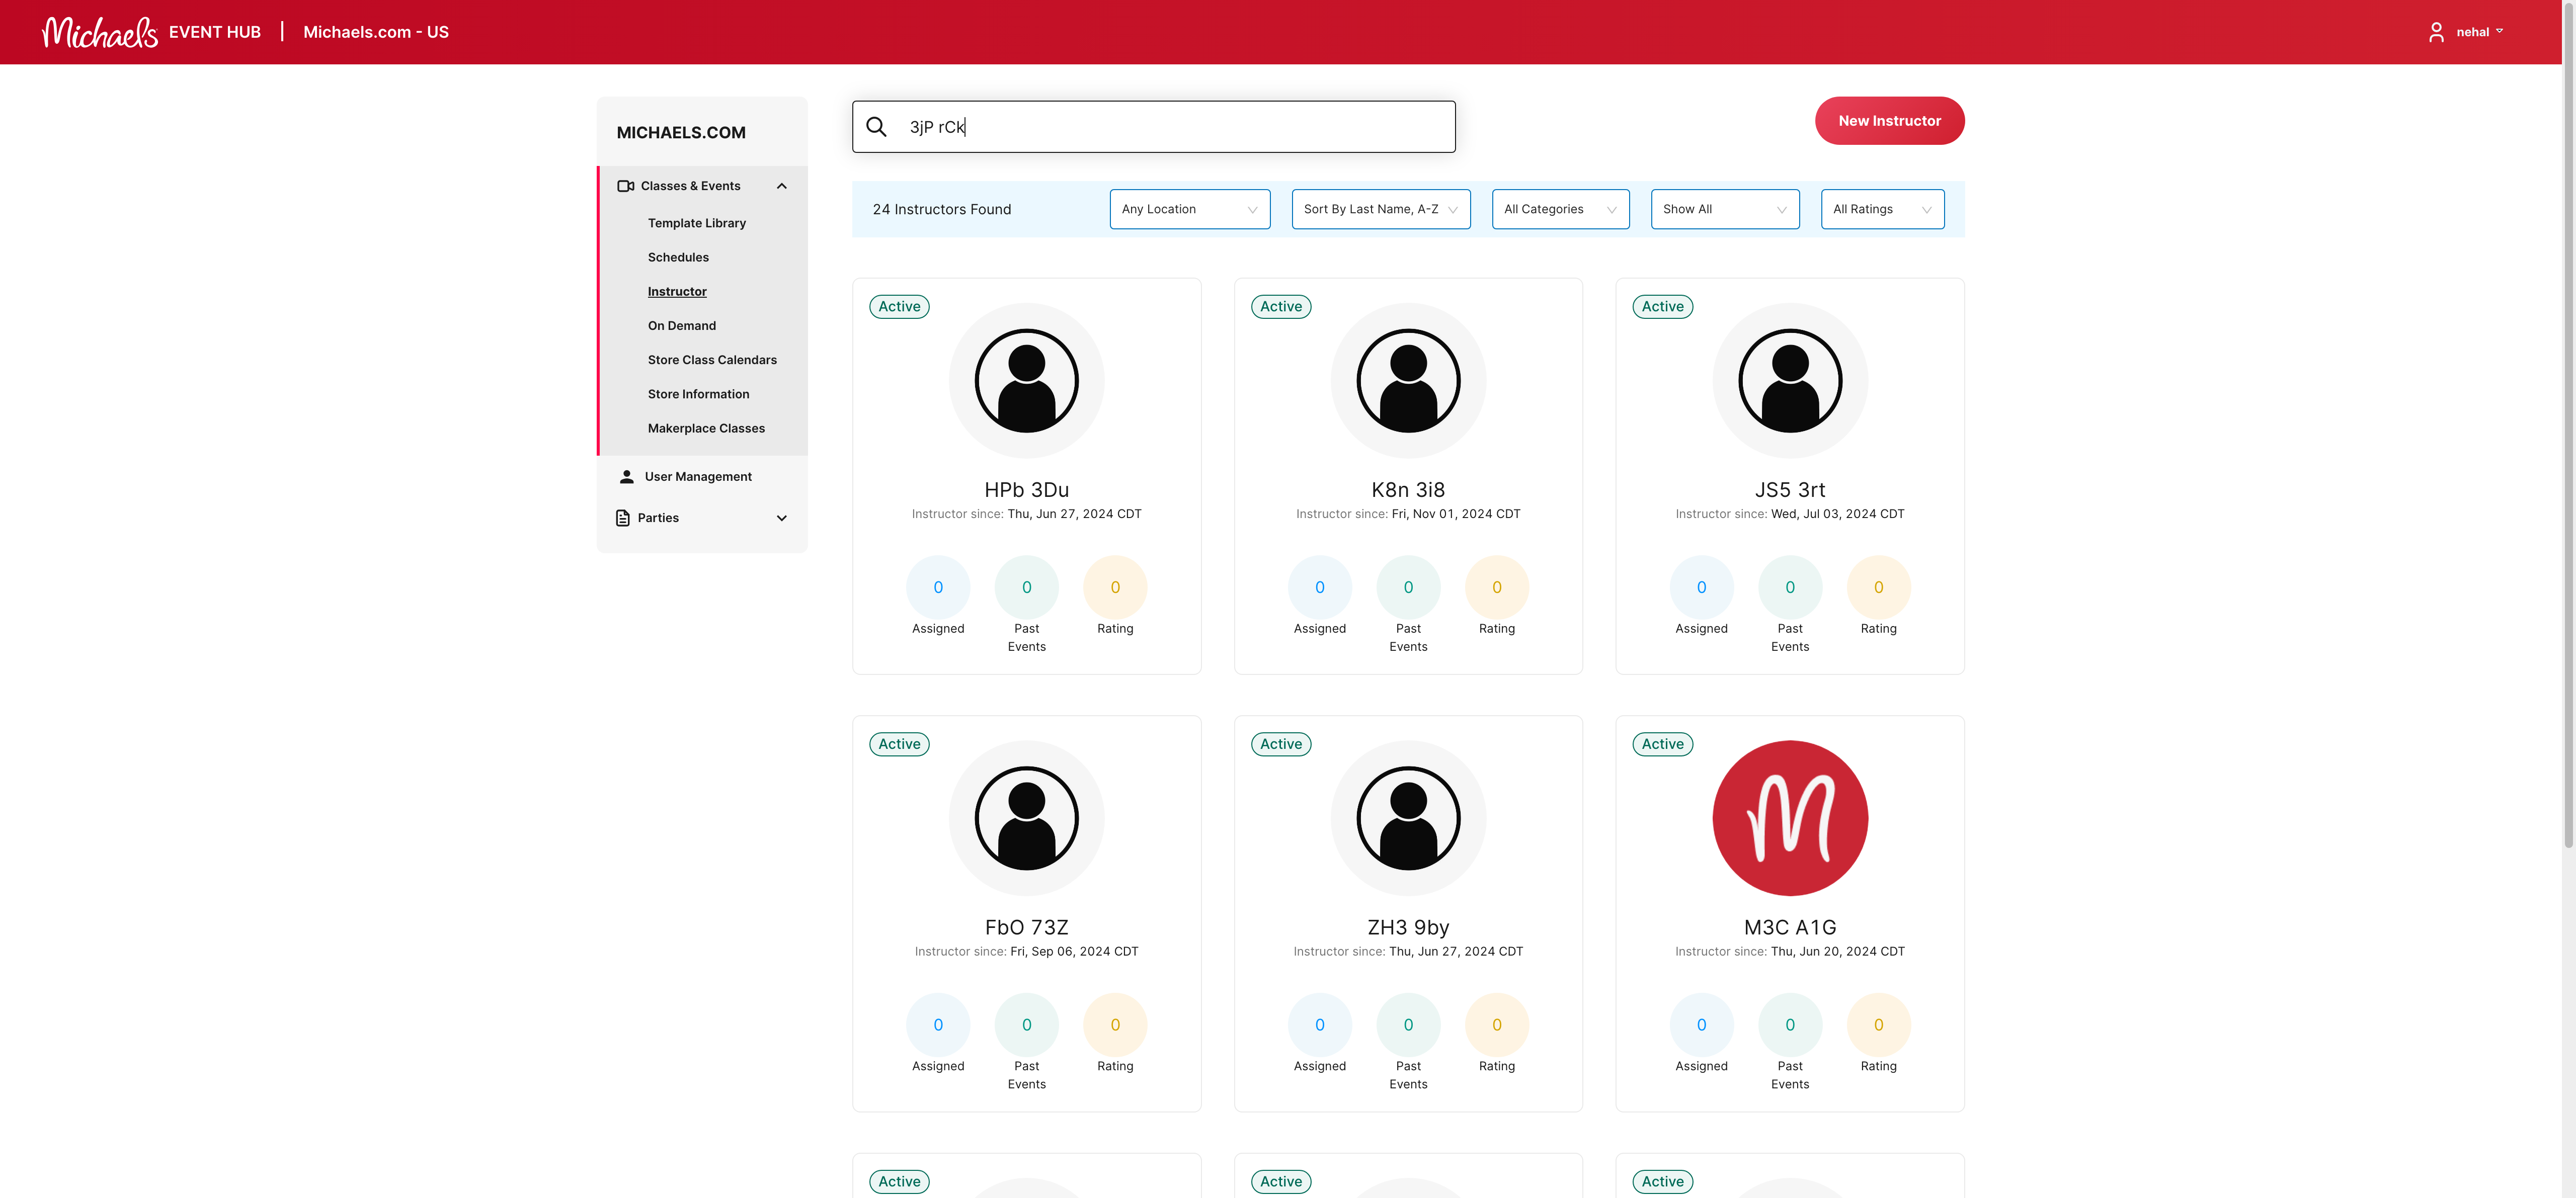 Michaels EVENT HUB | Michaels.com - US
nehal
MICHAELS.COM
Classes & Events
Template Library
Schedules
Instructor
On Demand
Store Class Calendars
Store Information
Makerplace Classes
User Management
Parties
3jP rCk
New Instructor
24 Instructors Found
Any Location
Sort By Last Name, A-Z
All Categories
Show All
All Ratings
Active
HPb 3Du
Instructor since: Thu, Jun 27, 2024 CDT
0 0 0
Assigned Past Rating
Events
Active
K8n 3i8
Instructor since: Fri, Nov 01, 2024 CDT
0 0 0
Assigned Past Rating
Events
Active
JS5 3rt
Instructor since: Wed, Jul 03, 2024 CDT
0 0 0
Assigned Past Rating
Events
Active
FbO 73Z
Instructor since: Fri, Sep 06, 2024 CDT
0 0 0
Assigned Past Rating
Events
Active
ZH3 9by
Instructor since: Thu, Jun 27, 2024 CDT
0 0 0
Assigned Past Rating
Events
Active
M
M3C A1G
Instructor since: Thu, Jun 20, 2024 CDT
0 0 0
Assigned Past Rating
Events
Active
Active
Active